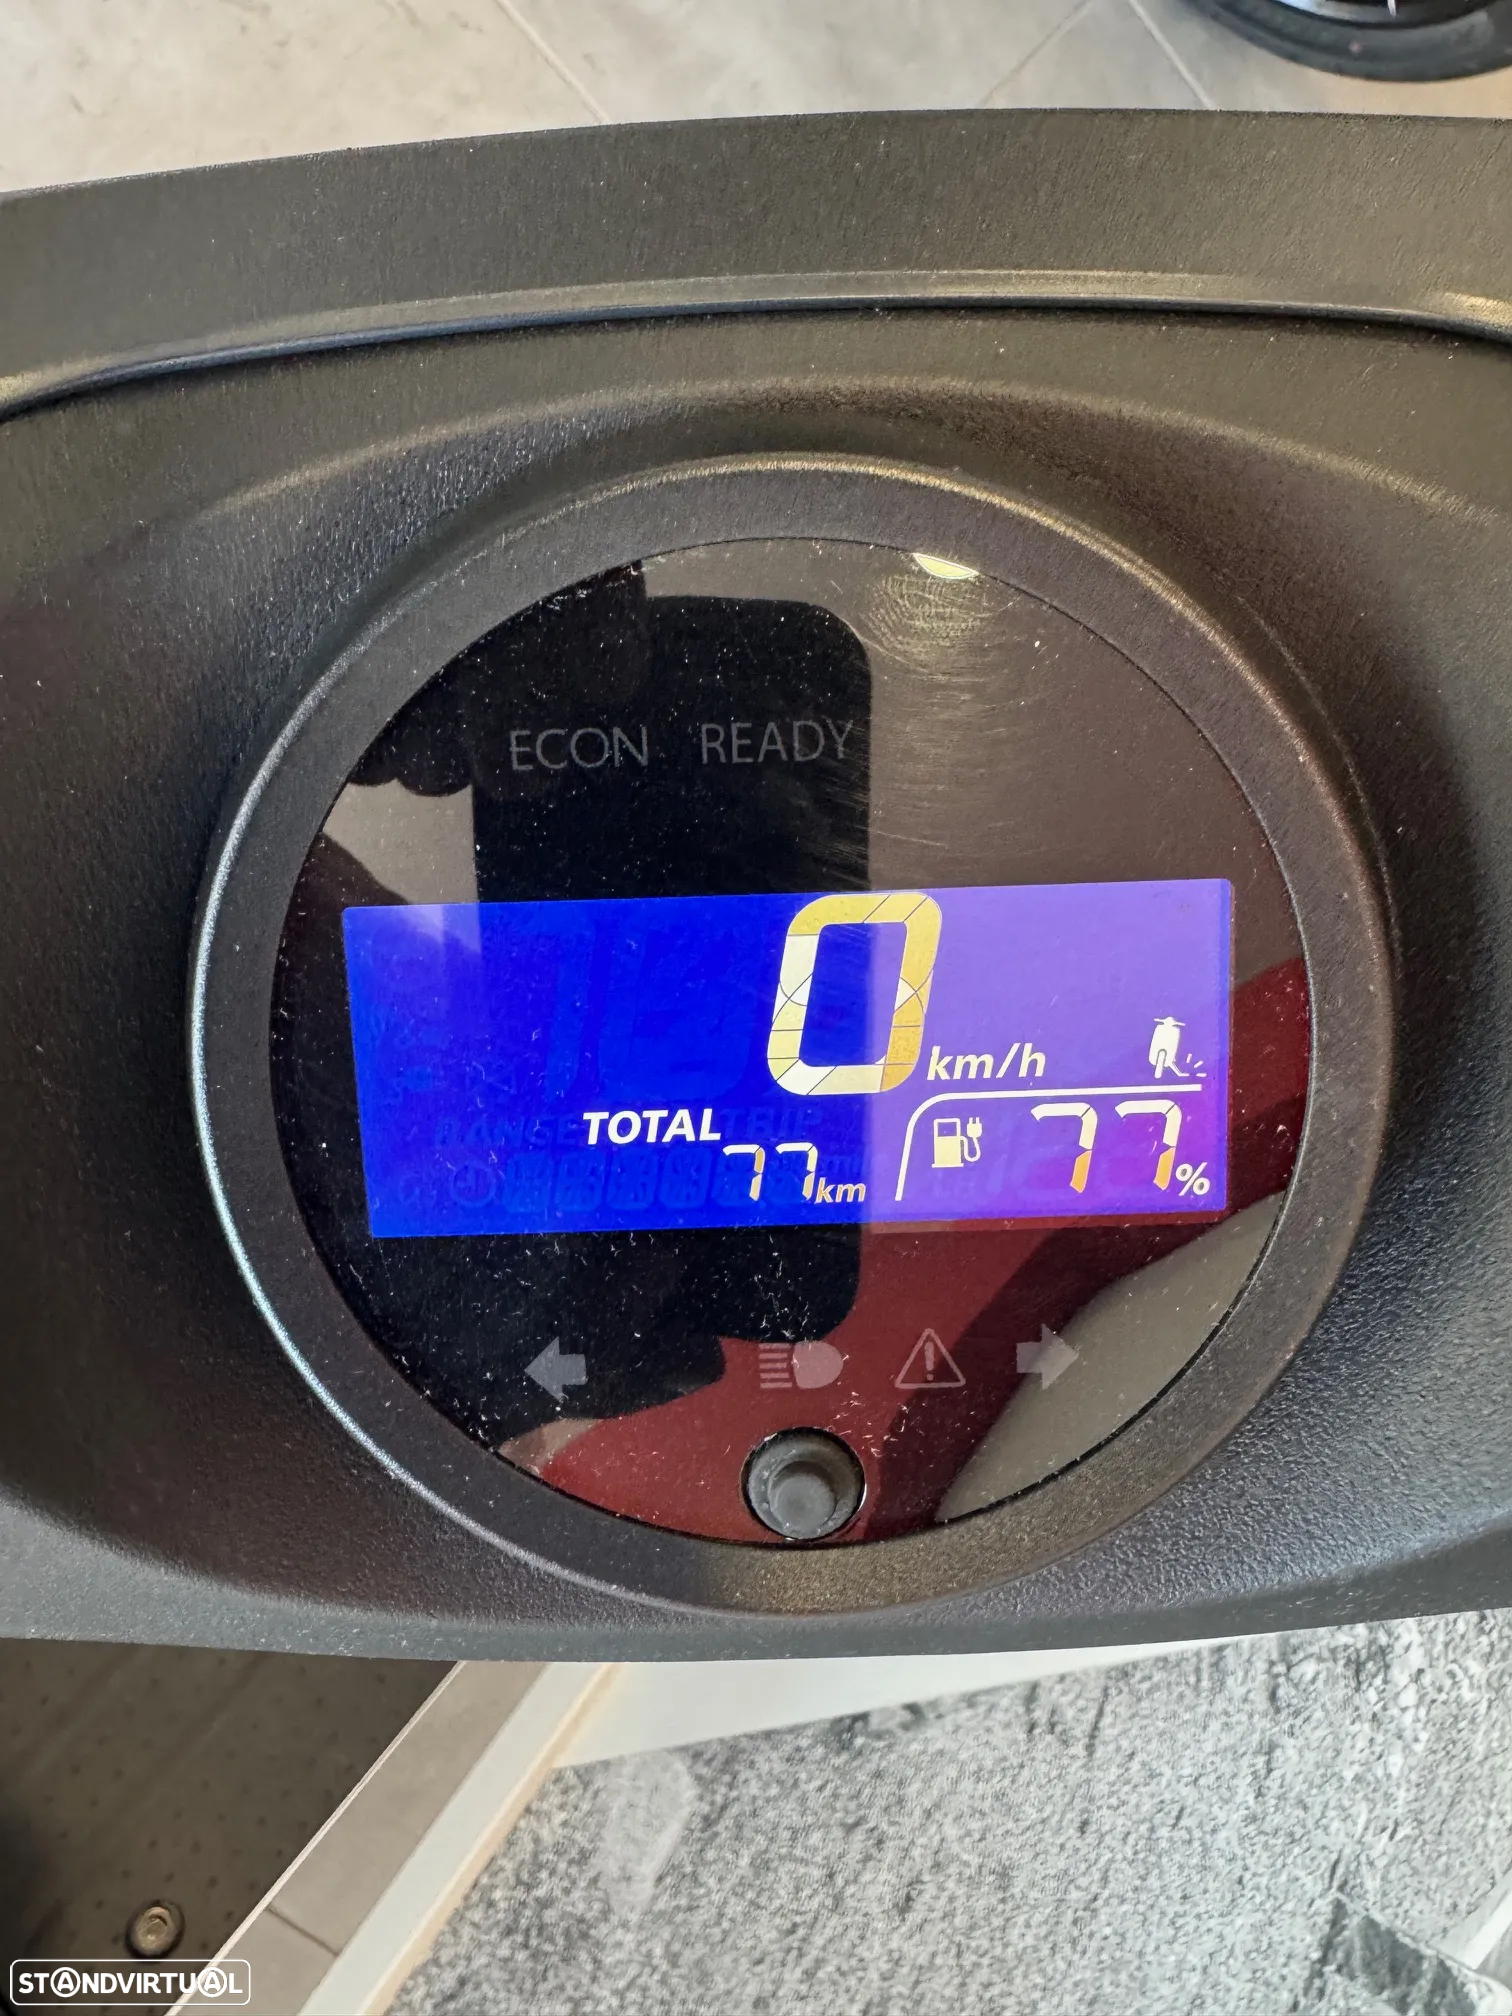 ECON READY
0 km/h
TOTAL
77 km
77 %
STANDVIRTUAL